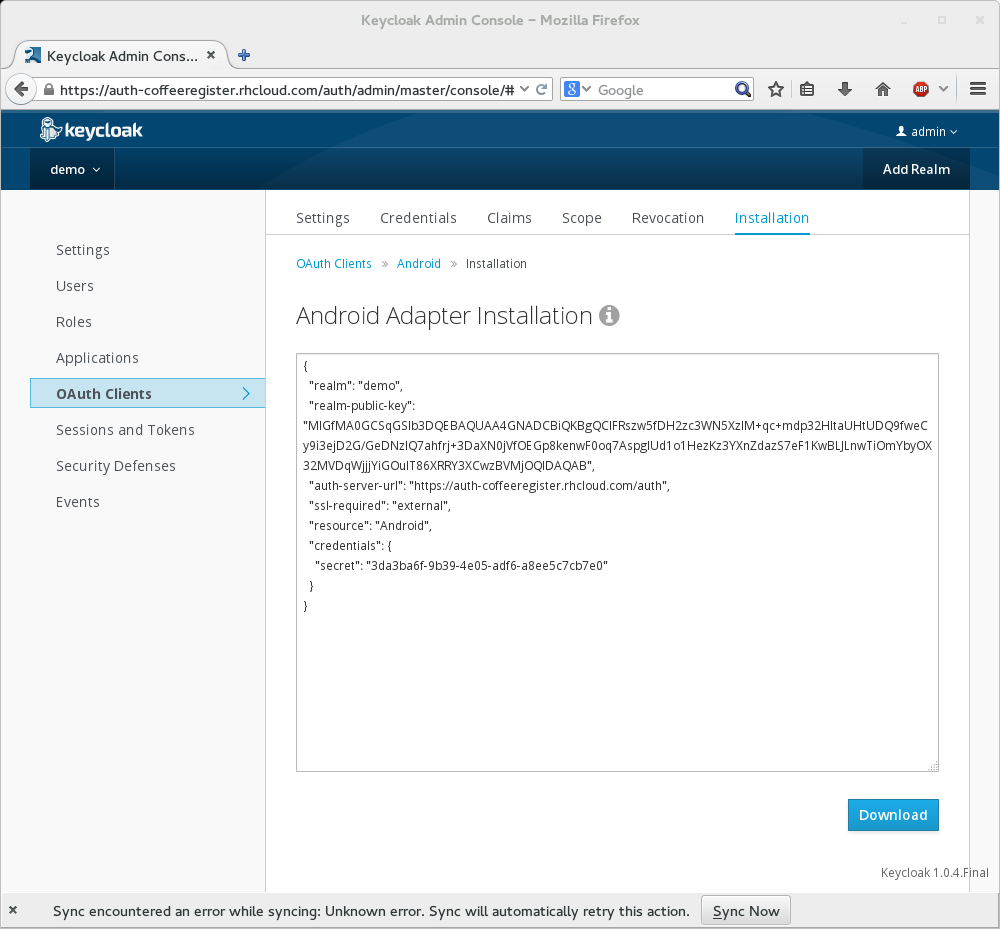 Keycloak Admin Console – Mozilla Firefox
Keycloak Admin Cons...
https://auth-coffeeregister.rhcloud.com/auth/admin/master/console/#
8
Google
ABP
keycloak
admin
demo
Add Realm
Settings Credentials Claims Scope Revocation Installation
Settings
Users
Roles
Applications
OAuth Clients
Sessions and Tokens
Security Defenses
Events
OAuth Clients » Android » Installation
Android Adapter Installation
{
"realm": "demo",
"realm-public-key":
"MIGfMA0GCSqGSIb3DQEBAQUAA4GNADCBiQKBgQCIFRszw5fDH2zc3WN5XzIM+qc+mdp32HltaUHtUDQ9fweC
y9i3ejD2G/GeDNzIQ7ahfrj+3DaXN0jVfOEGp8kenwF0oq7AspgIUd1o1HezKz3YXnZdazS7eF1KwBLJLnwTiOmYbyOX
32MVDqWjjjYiGOulT86XRRY3XCwzBVMjOQIDAQAB",
"auth-server-url": "https://auth-coffeeregister.rhcloud.com/auth",
"ssl-required": "external",
"resource": "Android",
"credentials": {
"secret": "3da3ba6f-9b39-4e05-adf6-a8ee5c7cb7e0"
}
}
Download
Keycloak 1.0.4.Final
Sync encountered an error while syncing: Unknown error. Sync will automatically retry this action.
Sync Now